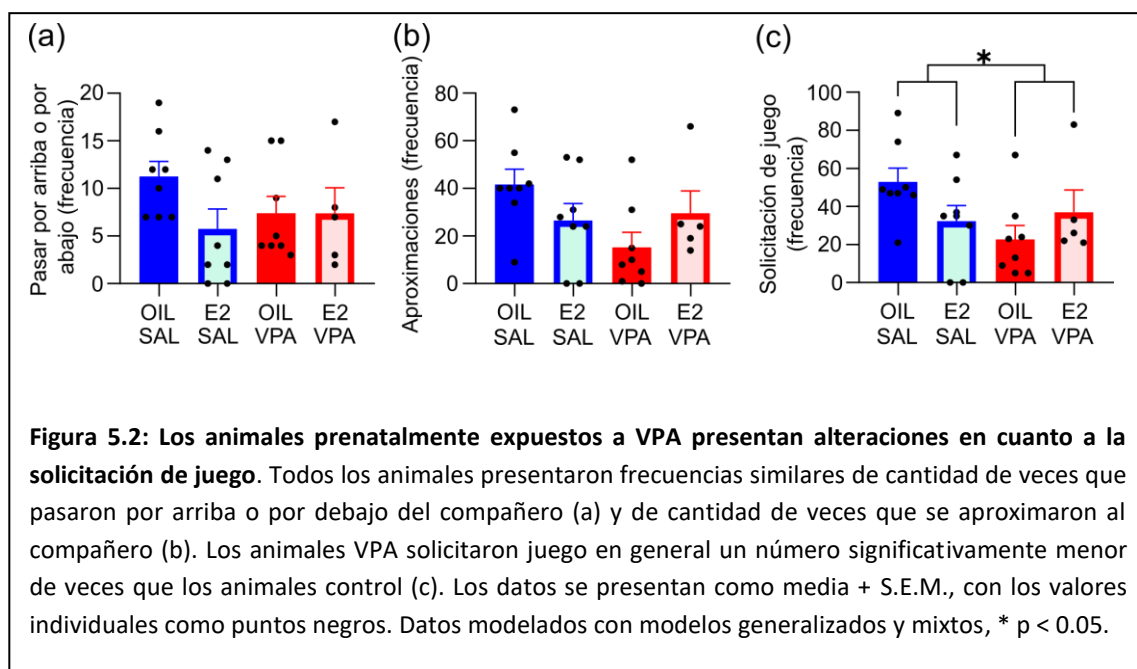 (a)
Pasar por arriba o por
abajo (frecuencia)
20
15
10
5
0
OIL E2 OIL E2
SAL SAL VPA VPA
(b)
Aproximaciones (frecuencia)
80
60
40
20
0
OIL E2 OIL E2
SAL SAL VPA VPA
(c)
Solicitación de juego
(frecuencia)
100
80
60
40
20
0
*
OIL E2 OIL E2
SAL SAL VPA VPA
Figura 5.2: Los animales prenatalmente expuestos a VPA presentan alteraciones en cuanto a la
solicitación de juego. Todos los animales presentaron frecuencias similares de cantidad de veces que
pasaron por arriba o por debajo del compañero (a) y de cantidad de veces que se aproximaron al
compañero (b). Los animales VPA solicitaron juego en general un número significativamente menor
de veces que los animales control (c). Los datos se presentan como media + S.E.M., con los valores
individuales como puntos negros. Datos modelados con modelos generalizados y mixtos, * p < 0.05.